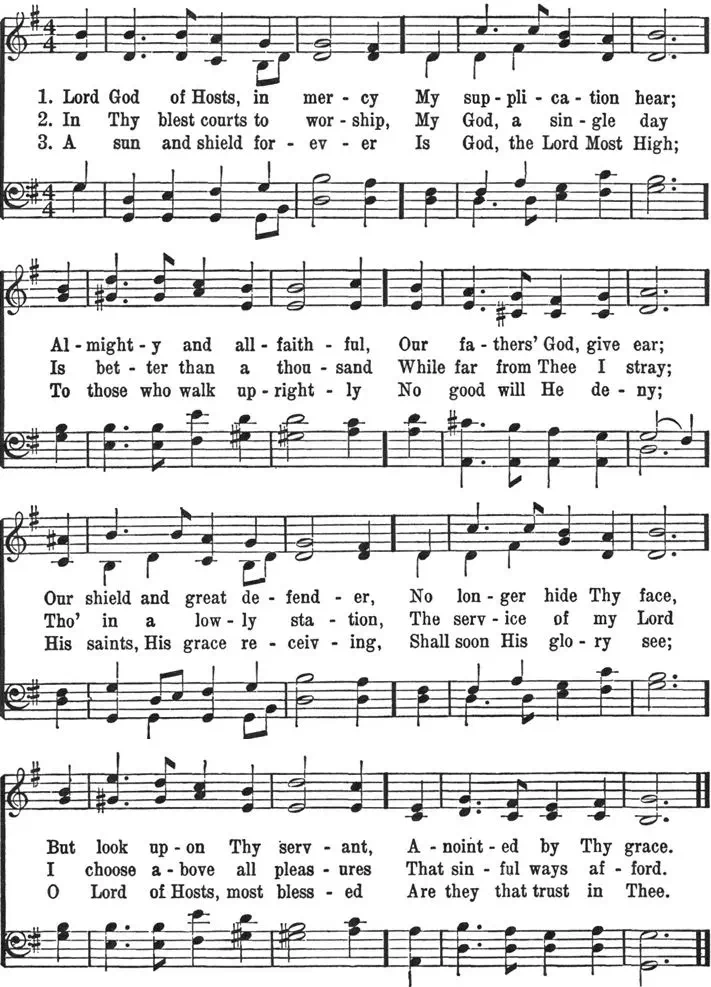 4 4
1. Lord God of Hosts, in mer - cy My sup - pli - ca - tion hear;
2. In Thy blest courts to wor - ship, My God, a sin - gle day
3. A sun and shield for - ev - er Is God, the Lord Most High;
4 4
Al - might - y and all - faith - ful, Our fa - thers' God, give ear;
Is bet - ter than a thou - sand While far from Thee I stray;
To those who walk up - right - ly No good will He de - ny;
Our shield and great de - fend - er, No lon - ger hide Thy face,
Tho' in a low - ly sta - tion, The serv - ice of my Lord
His saints, His grace re - ceiv - ing, Shall soon His glo - ry see;
But look up - on Thy serv - ant, A - noint - ed by Thy grace.
I choose a - bove all pleas - ures That sin - ful ways af - ford.
O Lord of Hosts, most bless - ed Are they that trust in Thee.